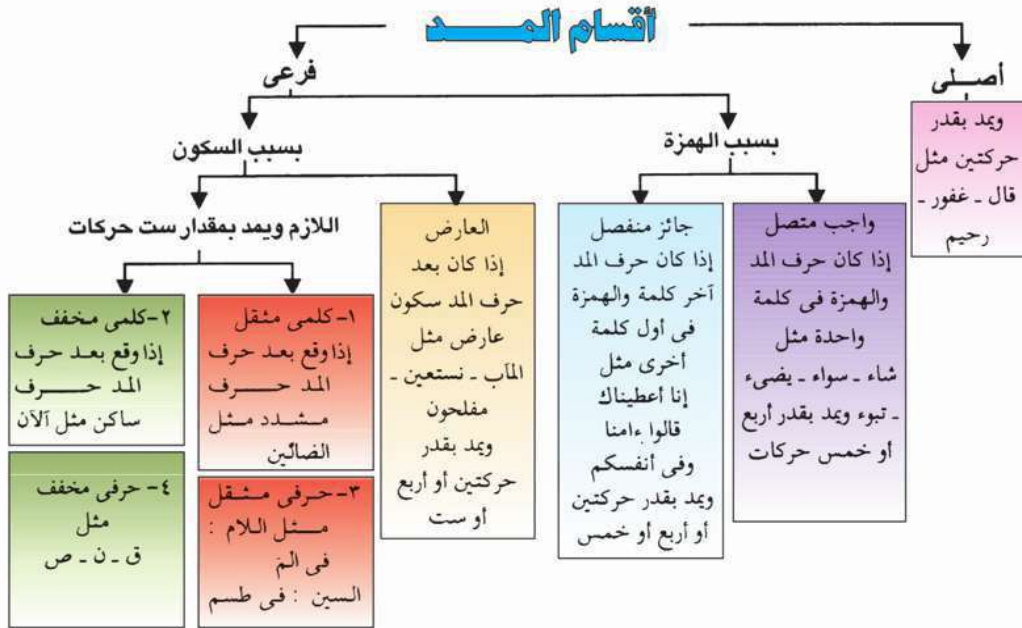 أقسام المد
أصلى
ويمد بقدر
حركتين مثل
قال - غفور -
رحيم
فرعى
بسبب الهمزة
واجب متصل
إذا كان حرف المد
والهمزة فى كلمة
واحدة مثل
شاء - سواء - يضىء
- تبوء ويمد بقدر أربع
أو خمس حركات
جائز منفصل
إذا كان حرف المد
آخر كلمة والهمزة
فى أول كلمة
أخرى مثل
إنا أعطيناك
قالوا ءامنا
وفى أنفسكم
ويمد بقدر حركتين
أو أربع أو خمس
بسبب السكون
العارض
إذا كان بعد
حرف المد سكون
عارض مثل
المآب - نستعين -
مفلحون
ويمد بقدر
حركتين أو أربع
أو ست
اللازم ويمد بمقدار ست حركات
١- كلمى مثقل
إذا وقع بعد حرف
المد حرف
مشدد مثل
الضالين
٢- كلمى مخفف
إذا وقع بعد حرف
المد حرف
ساكن مثل آلآن
٣- حرفى مثقل
مثل اللام :
فى الم
السين : فى طسم
٤- حرفى مخفف
مثل
ق - ن - ص